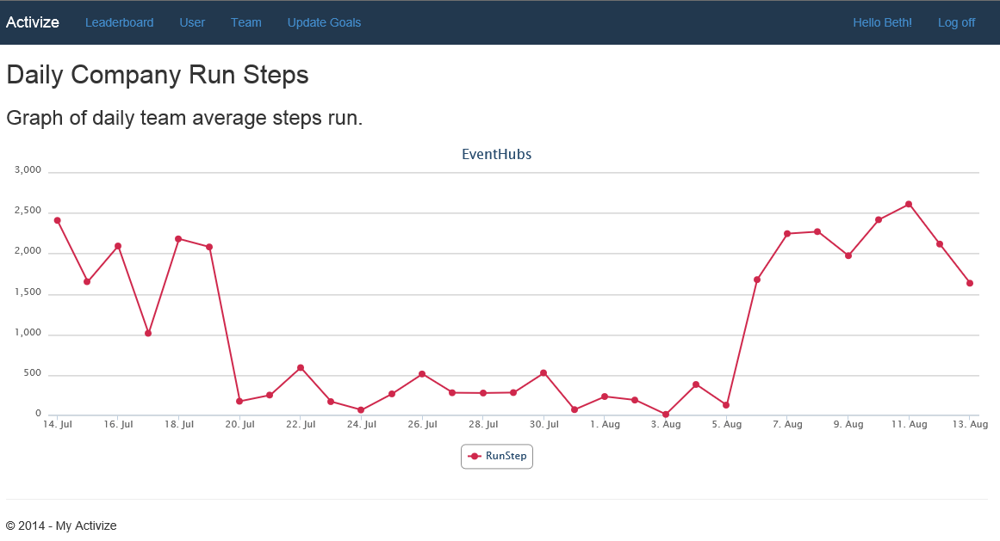 Activize Leaderboard User Team Update Goals Hello Beth! Log off
Daily Company Run Steps
Graph of daily team average steps run.
EventHubs
3,000
2,500
2,000
1,500
1,000
500
0
14. Jul 16. Jul 18. Jul 20. Jul 22. Jul 24. Jul 26. Jul 28. Jul 30. Jul 1. Aug 3. Aug 5. Aug 7. Aug 9. Aug 11. Aug 13. Aug
RunStep
© 2014 - My Activize